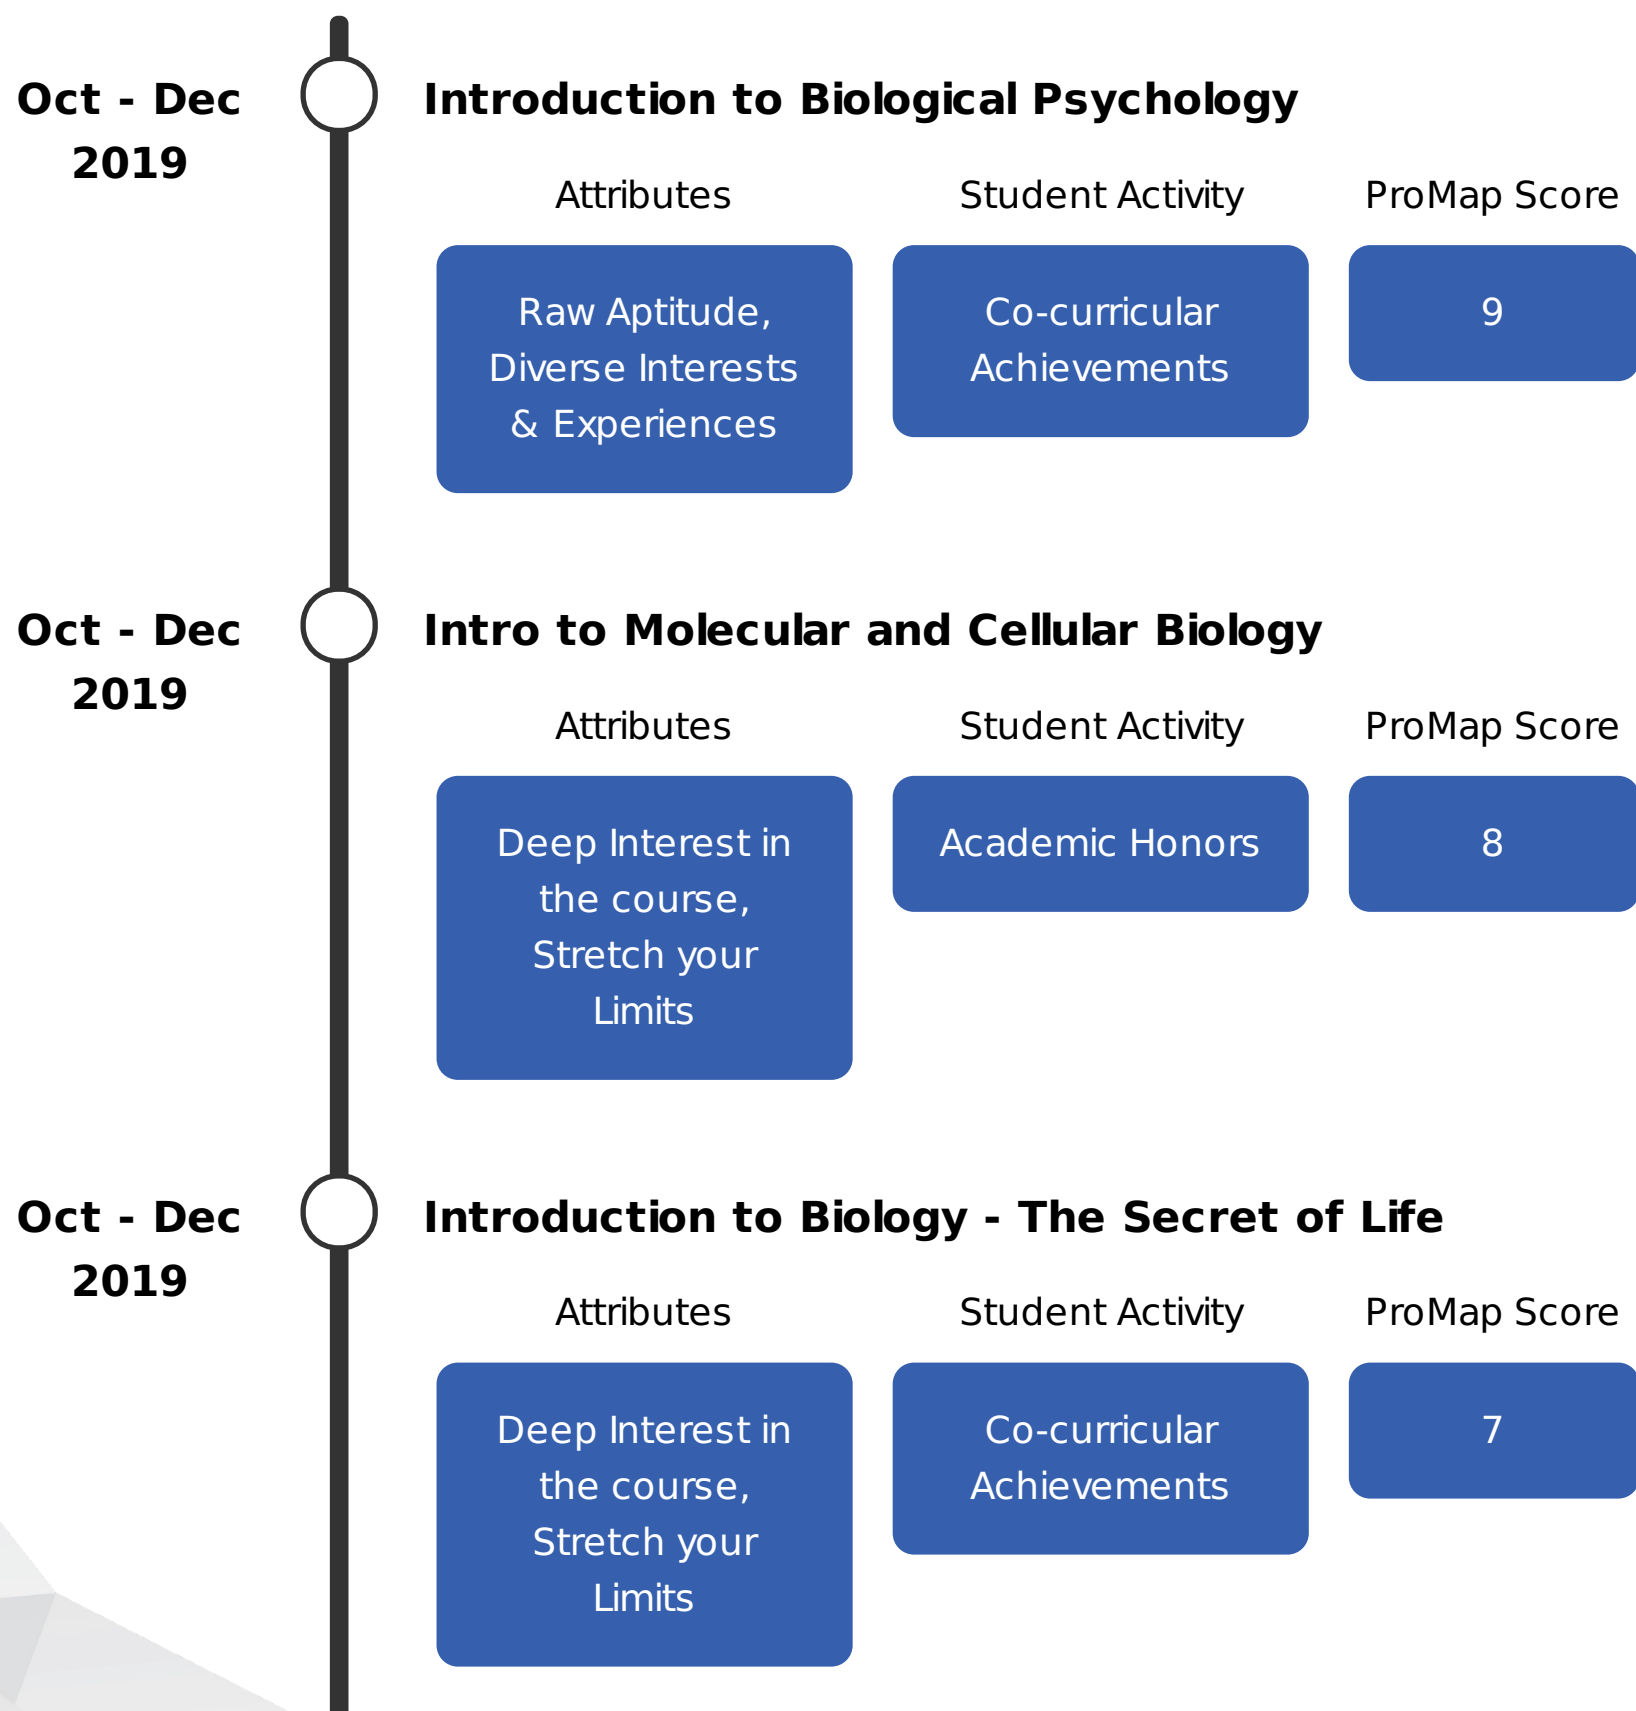 Oct - Dec
2019
Introduction to Biological Psychology
Attributes
Student Activity
ProMap Score
Raw Aptitude,
Diverse Interests
& Experiences
Co-curricular
Achievements
9
Oct - Dec
2019
Intro to Molecular and Cellular Biology
Attributes
Student Activity
ProMap Score
Deep Interest in
the course,
Stretch your
Limits
Academic Honors
8
Oct - Dec
2019
Introduction to Biology - The Secret of Life
Attributes
Student Activity
ProMap Score
Deep Interest in
the course,
Stretch your
Limits
Co-curricular
Achievements
7